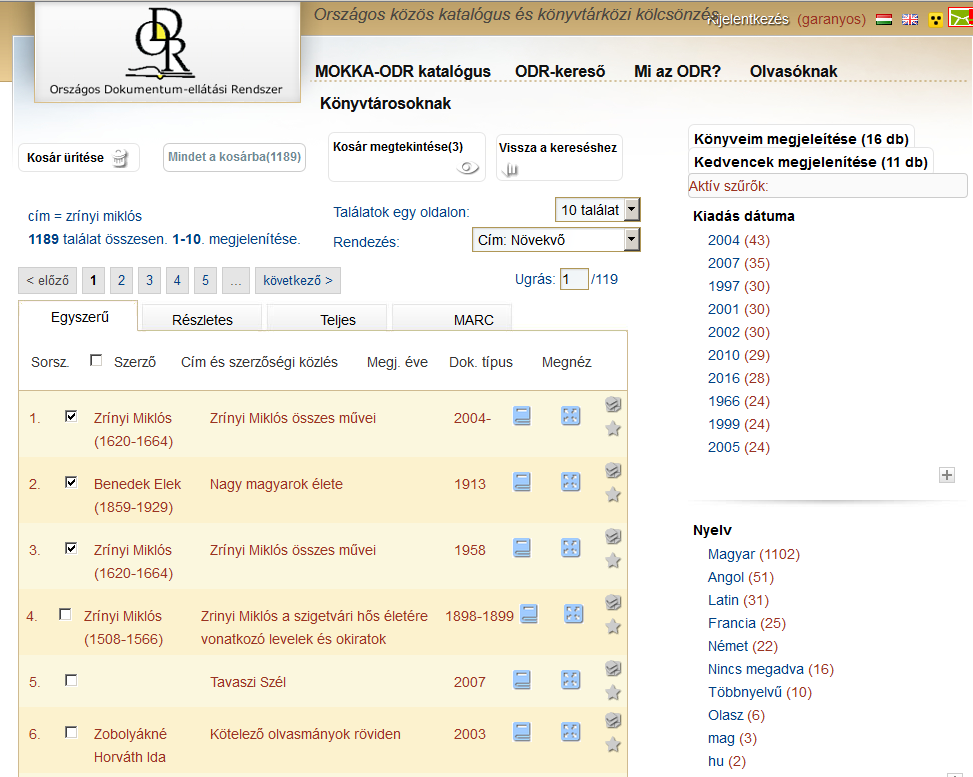 Országos közös katalógus és könyvtárközi kölcsönzés
Kijelentkezés (garanyos)
ODR
Országos Dokumentum-ellátási Rendszer
MOKKA-ODR katalógus ODR-kereső Mi az ODR? Olvasóknak
Könyvtárosoknak
Kosár ürítése
Mindet a kosárba(1189)
Kosár megtekintése(3)
Vissza a kereséshez
cím = zrínyi miklós
1189 találat összesen. 1-10. megjelenítése.
Találatok egy oldalon: 10 találat
Rendezés: Cím: Növekvő
< előző 1 2 3 4 5 ... következő >
Ugrás: 1 /119
Egyszerű Részletes Teljes MARC
Sorsz. Szerző Cím és szerzőségi közlés Megj. éve Dok. típus Megnéz
1. Zrínyi Miklós Zrínyi Miklós összes művei 2004-
(1620-1664)
2. Benedek Elek Nagy magyarok élete 1913
(1859-1929)
3. Zrínyi Miklós Zrínyi Miklós összes művei 1958
(1620-1664)
4. Zrínyi Miklós Zrinyi Miklós a szigetvári hős életére 1898-1899
(1508-1566) vonatkozó levelek és okiratok
5. Tavaszi Szél 2007
6. Zobolyákné Kötelező olvasmányok röviden 2003
Horváth Ida
Könyveim megjeleítése (16 db)
Kedvencek megjelenítése (11 db)
Aktív szűrők:
Kiadás dátuma
2004 (43)
2007 (35)
1997 (30)
2001 (30)
2002 (30)
2010 (29)
2016 (28)
1966 (24)
1999 (24)
2005 (24)
Nyelv
Magyar (1102)
Angol (51)
Latin (31)
Francia (25)
Német (22)
Nincs megadva (16)
Többnyelvű (10)
Olasz (6)
mag (3)
hu (2)